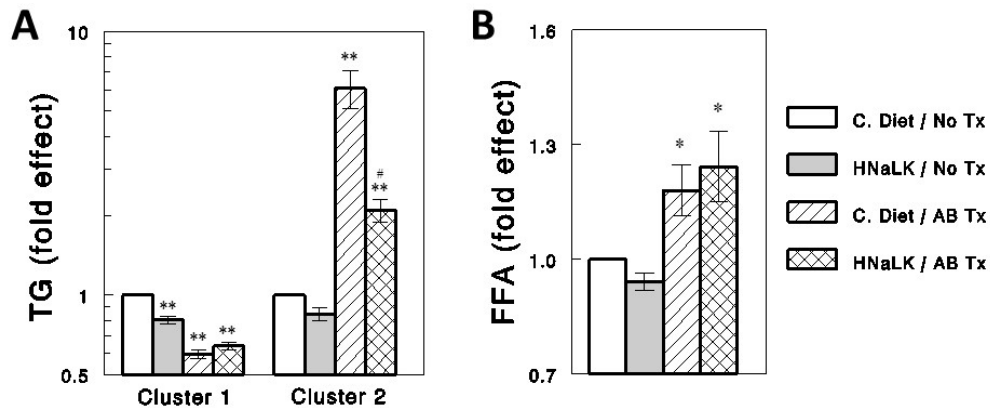 A
TG (fold effect)
10
1
0.5
**
**
**
**
#
**
Cluster 1
Cluster 2
B
FFA (fold effect)
1.6
1.3
1.0
0.7
*
*
C. Diet / No Tx
HNaLK / No Tx
C. Diet / AB Tx
HNaLK / AB Tx